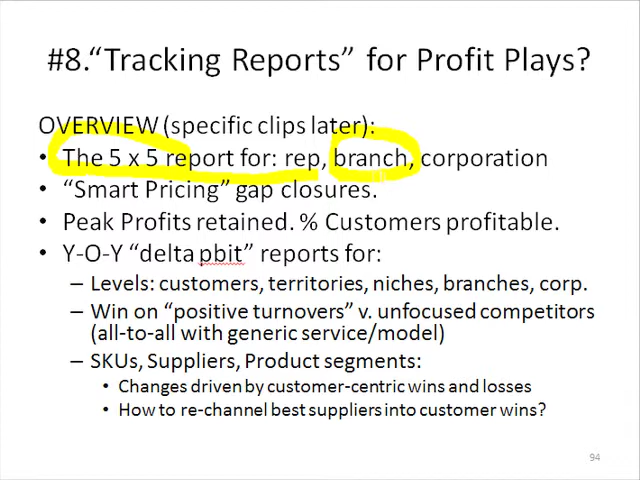 #8.“Tracking Reports” for Profit Plays?
OVERVIEW (specific clips later):
• The 5 x 5 report for: rep, branch, corporation
• “Smart Pricing” gap closures.
• Peak Profits retained. % Customers profitable.
• Y-O-Y “delta pbit” reports for:
– Levels: customers, territories, niches, branches, corp.
– Win on “positive turnovers” v. unfocused competitors
(all-to-all with generic service/model)
– SKUs, Suppliers, Product segments:
• Changes driven by customer-centric wins and losses
• How to re-channel best suppliers into customer wins?
94